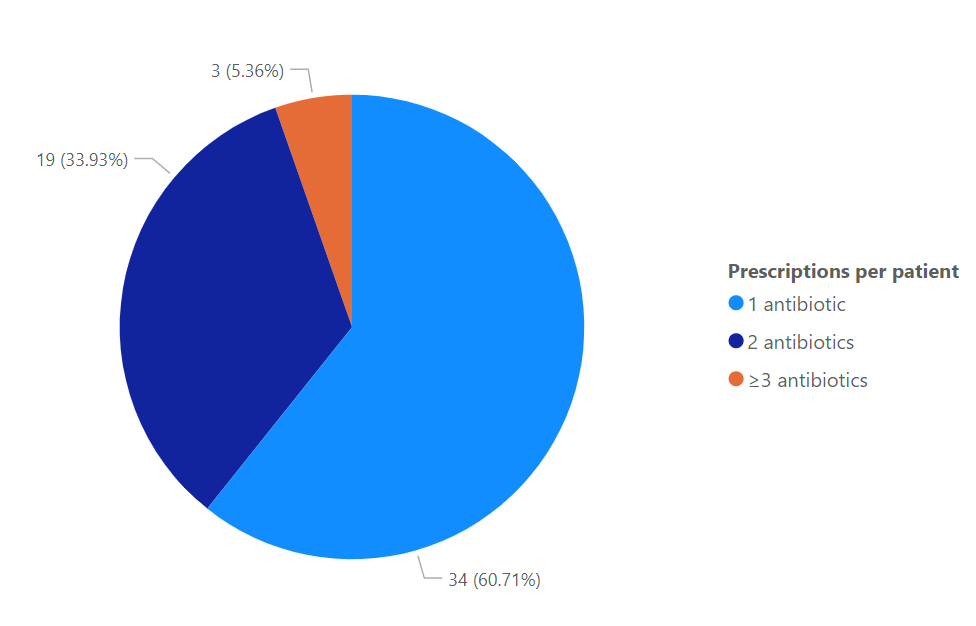 3 (5.36%)
19 (33.93%)
34 (60.71%)
Prescriptions per patient
1 antibiotic
2 antibiotics
≥3 antibiotics